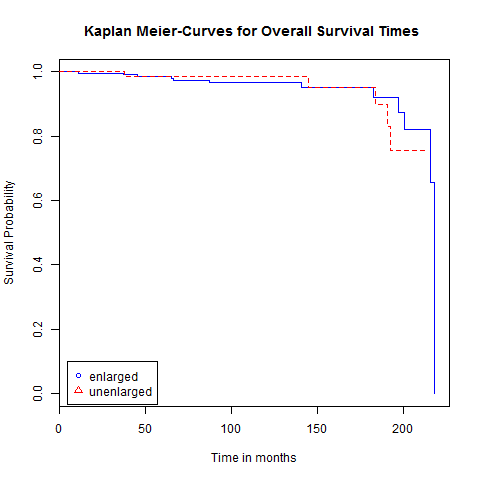 Kaplan Meier-Curves for Overall Survival Times
Survival Probability
1.0
0.8
0.6
0.4
0.2
0.0
enlarged
unenlarged
0 50 100 150 200
Time in months